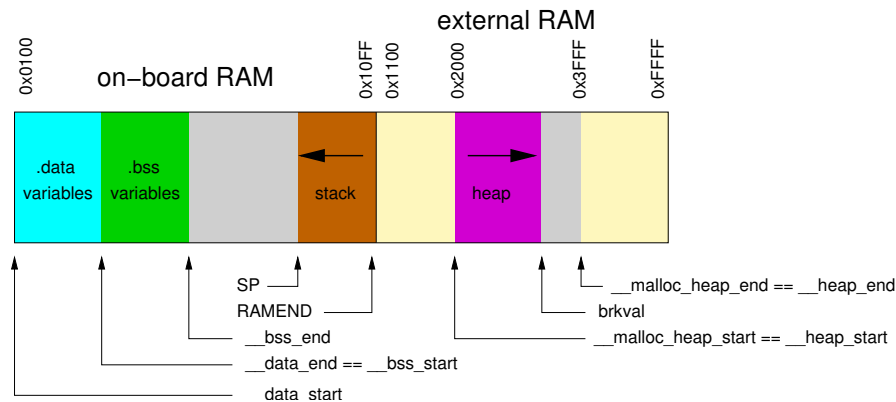 external RAM
on−board RAM
0x0100
0x10FF
0x1100
0x2000
0x3FFF
0xFFFF
.data
variables
.bss
variables
stack
heap
SP
RAMEND
__bss_end
__data_end == __bss_start
__data_start
__malloc_heap_end == __heap_end
brkval
__malloc_heap_start == __heap_start